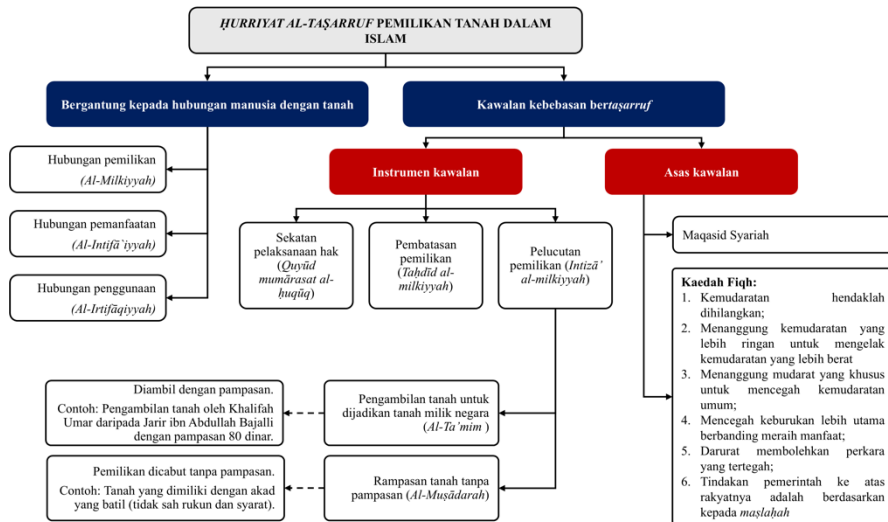 ḤURRIYAT AL-TAṢARRUF PEMILIKAN TANAH DALAM
ISLAM
Bergantung kepada hubungan manusia dengan tanah
Kawalan kebebasan bertaṣarruf
Hubungan pemilikan
(Al-Milkiyyah)
Hubungan pemanfaatan
(Al-Intifā`iyyah)
Hubungan penggunaan
(Al-Irtifāqiyyah)
Instrumen kawalan
Asas kawalan
Sekatan
pelaksanaan hak
(Quyūd
mumārasat al-
ḥuqūq)
Pembatasan
pemilikan
(Taḥdīd al-
milkiyyah)
Pelucutan
pemilikan (Intizā’
al-milkiyyah)
Maqasid Syariah
Kaedah Fiqh:
1. Kemudaratan hendaklah
dihilangkan;
2. Menanggung kemudaratan yang
lebih ringan untuk mengelak
kemudaratan yang lebih berat
3. Menanggung mudarat yang khusus
untuk mencegah kemudaratan
umum;
4. Mencegah keburukan lebih utama
berbanding meraih manfaat;
5. Darurat membolehkan perkara
yang tertegah;
6. Tindakan pemerintah ke atas
rakyatnya adalah berdasarkan
kepada maṣlaḥah
Diambil dengan pampasan.
Contoh: Pengambilan tanah oleh Khalifah
Umar daripada Jarir ibn Abdullah Bajalli
dengan pampasan 80 dinar.
Pengambilan tanah untuk
dijadikan tanah milik negara
(Al-Ta’mim )
Pemilikan dicabut tanpa pampasan.
Contoh: Tanah yang dimiliki dengan akad
yang batil (tidak sah rukun dan syarat).
Rampasan tanah tanpa
pampasan (Al-Muṣādarah)